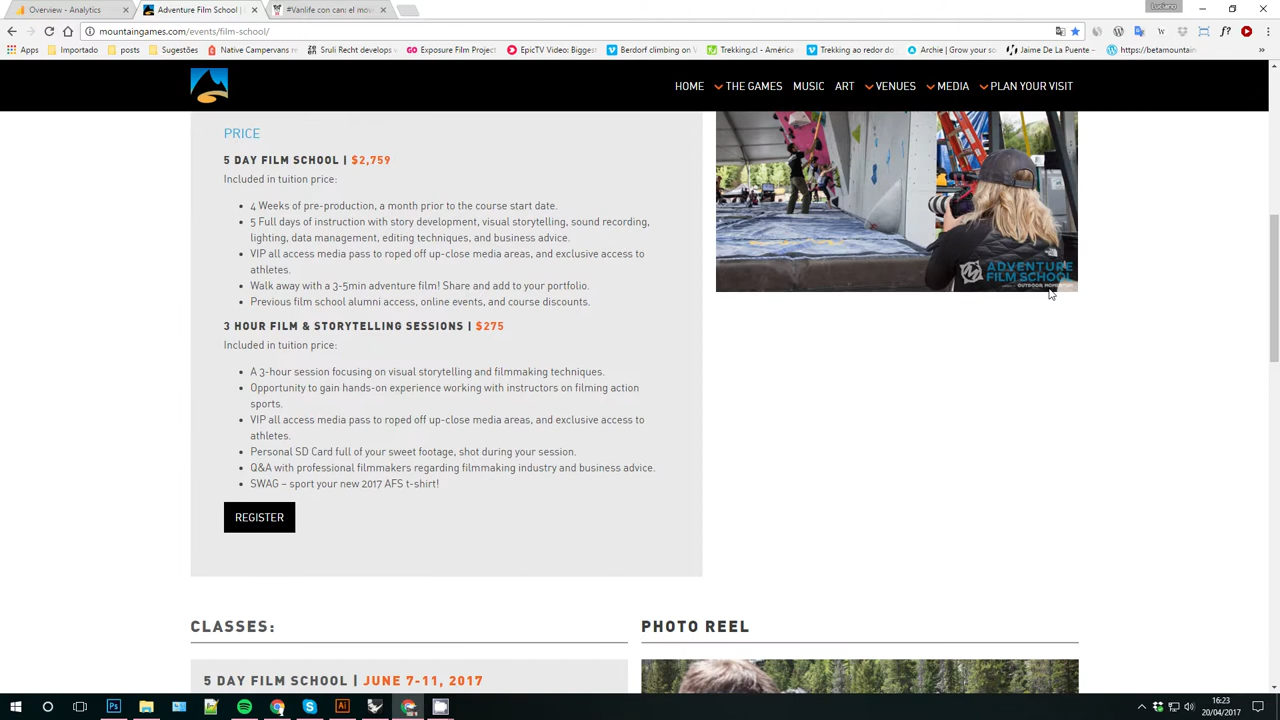 Luciano
Overview - Analytics
Adventure Film School |
#Vanlife con can: el mov
mountaingames.com/events/film-school/
Apps
Importado
posts
Sugestões
Native Campervans re
Sruli Recht develops o
Exposure Film Project
EpicTV Video: Biggest
Berdorf climbing on V
Trekking.cl - América
Trekking ao redor do
Archie | Grow your so
Jaime De La Puente -
https://betamountain
HOME
THE GAMES
MUSIC
ART
VENUES
MEDIA
PLAN YOUR VISIT
PRICE
5 DAY FILM SCHOOL | $2,759
Included in tuition price:
4 Weeks of pre-production, a month prior to the course start date.
5 Full days of instruction with story development, visual storytelling, sound recording,
lighting, data management, editing techniques, and business advice.
VIP all access media pass to roped off up-close media areas, and exclusive access to
athletes.
Walk away with a 3-5min adventure film! Share and add to your portfolio.
Previous film school alumni access, online events, and course discounts.
3 HOUR FILM & STORYTELLING SESSIONS | $275
Included in tuition price:
A 3-hour session focusing on visual storytelling and filmmaking techniques.
Opportunity to gain hands-on experience working with instructors on filming action
sports.
VIP all access media pass to roped off up-close media areas, and exclusive access to
athletes.
Personal SD Card full of your sweet footage, shot during your session.
Q&A with professional filmmakers regarding filmmaking industry and business advice.
SWAG – sport your new 2017 AFS t-shirt!
REGISTER
ADVENTURE
FILM SCHOOL
OUTDOOR MOMENTUM
CLASSES:
PHOTO REEL
5 DAY FILM SCHOOL | JUNE 7-11, 2017
16:23
20/04/2017